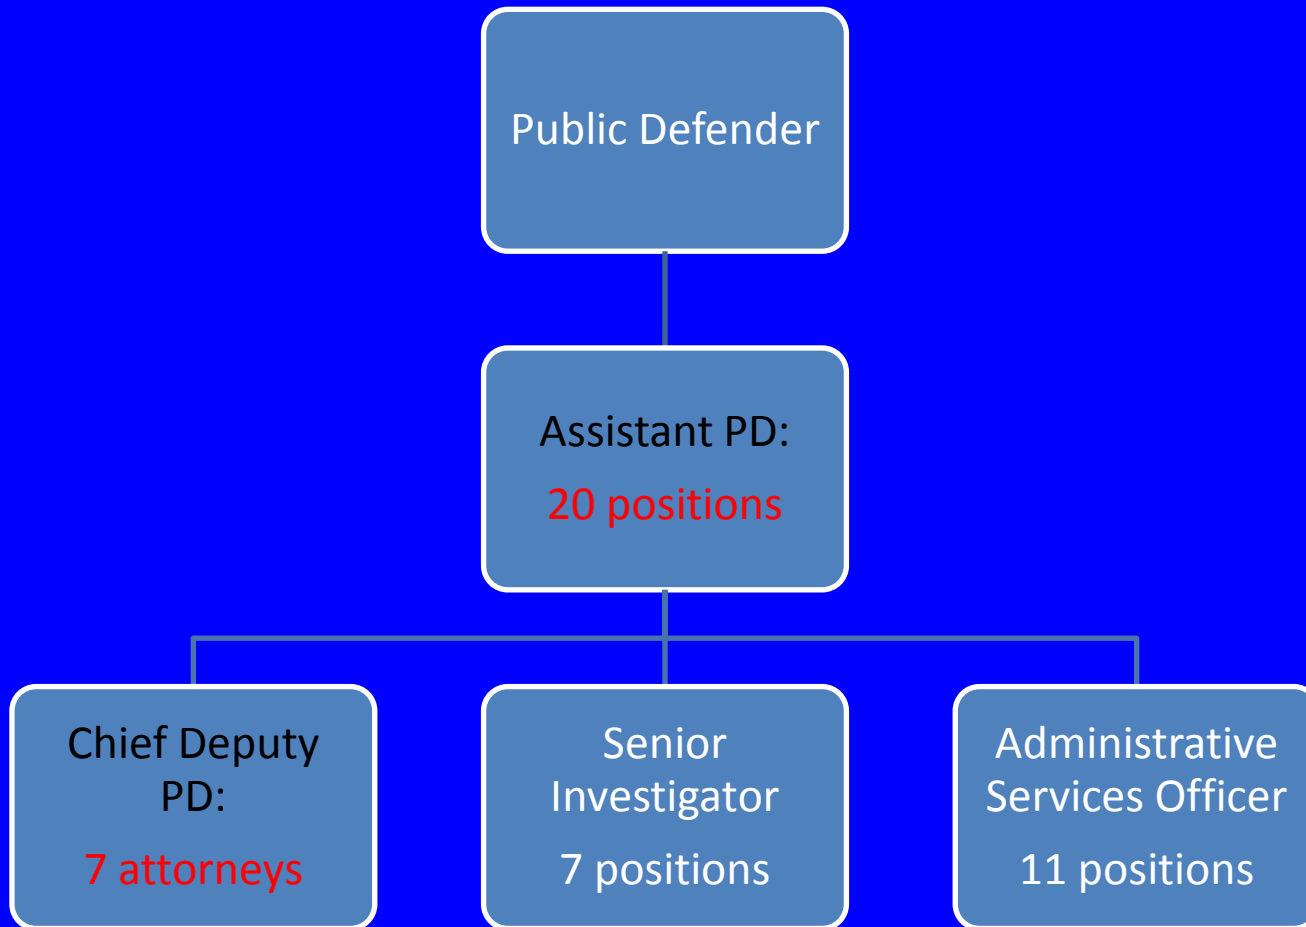 Public Defender
Assistant PD:
20 positions
Chief Deputy
PD:
7 attorneys
Senior
Investigator
7 positions
Administrative
Services Officer
11 positions